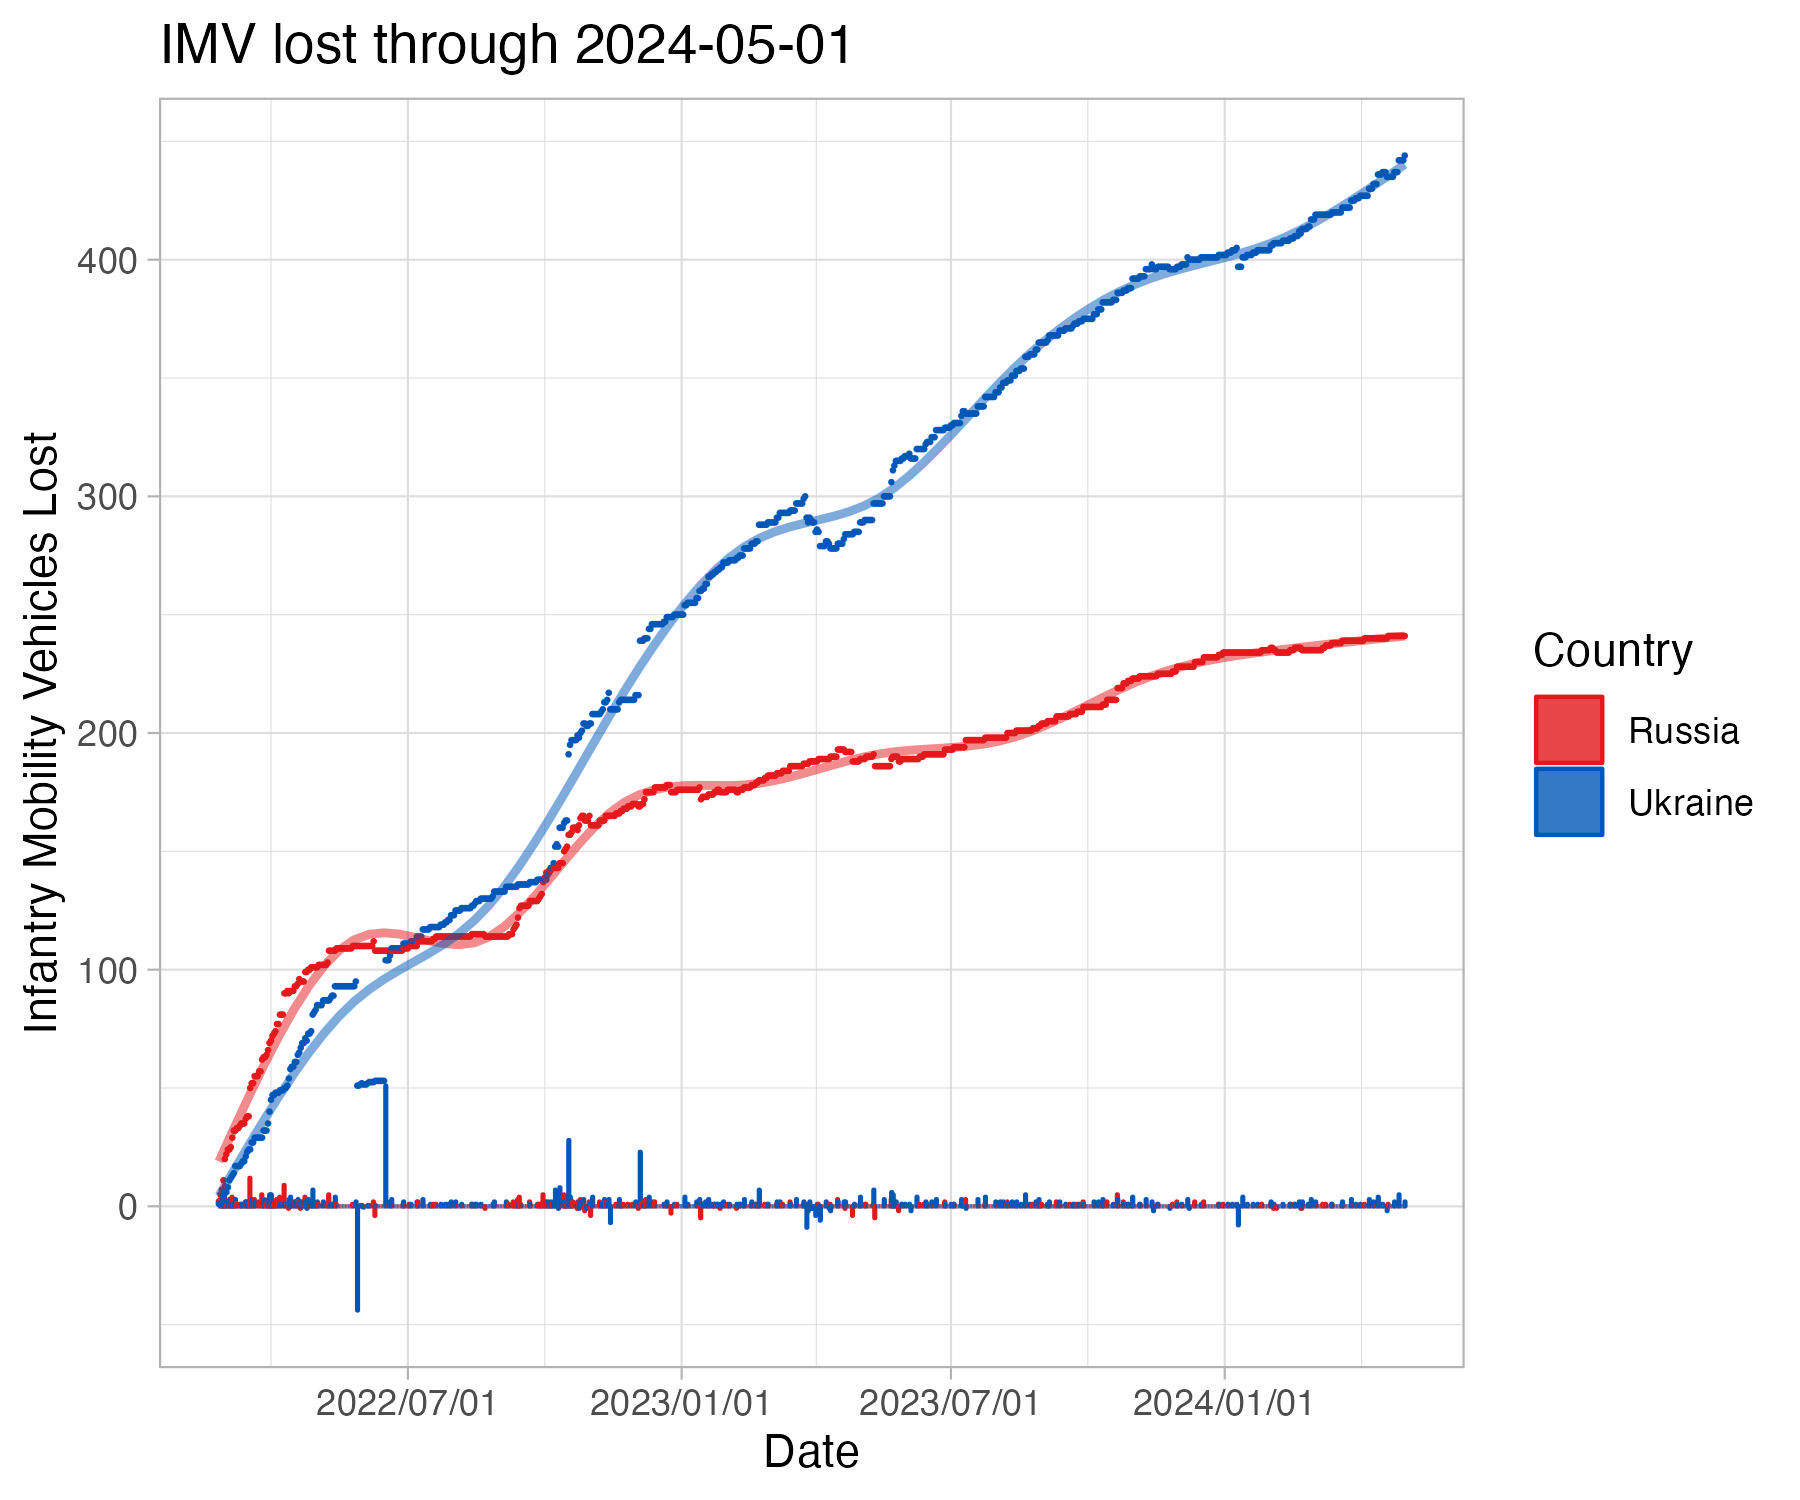 IMV lost through 2024-05-01
Infantry Mobility Vehicles Lost
400
300
200
100
0
2022/07/01
2023/01/01
2023/07/01
2024/01/01
Date
Country
Russia
Ukraine